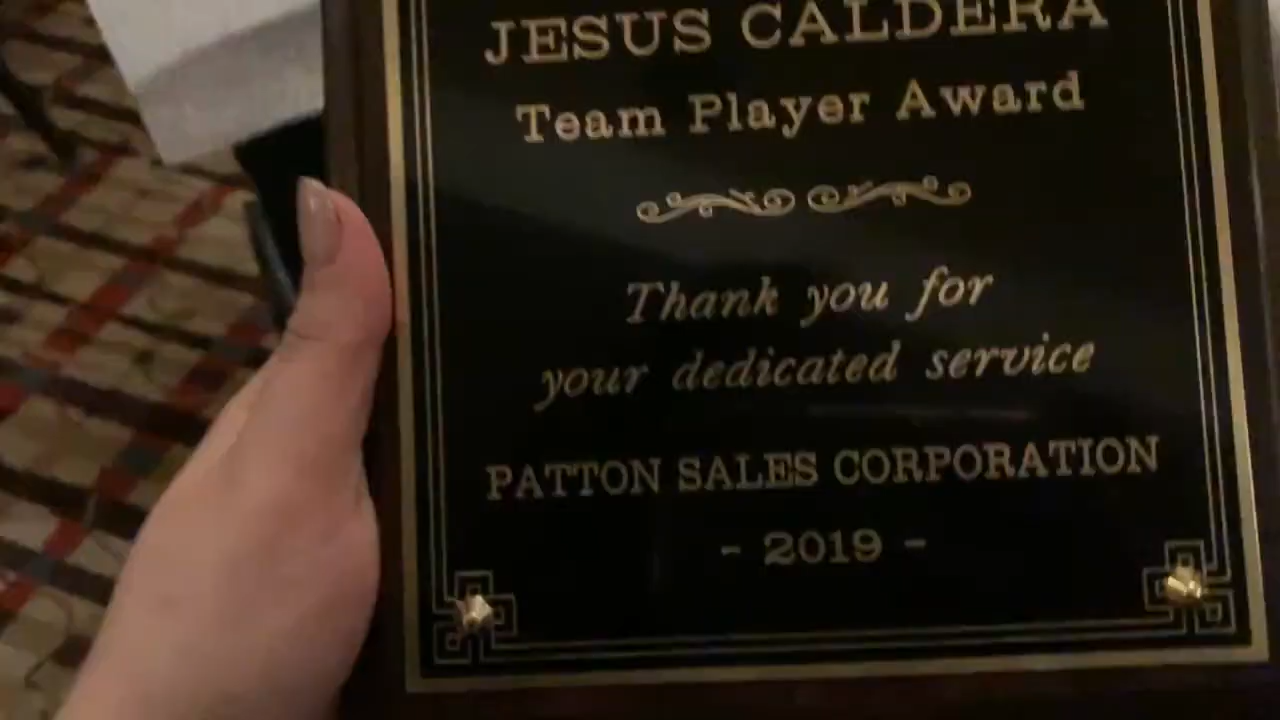 JESUS CALDERA
Team Player Award
Thank you for
your dedicated service
PATTON SALES CORPORATION
- 2019 -